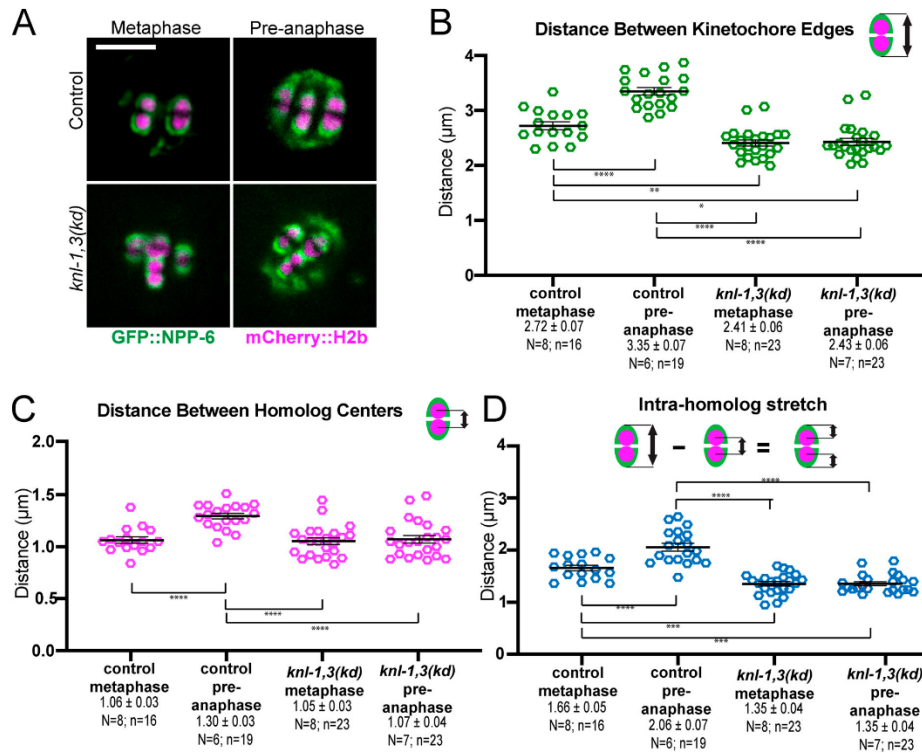 A
Metaphase
Pre-anaphase
Control
knl-1,3(kd)
GFP::NPP-6
mCherry::H2b
B
Distance Between Kinetochore Edges
Distance (µm)
4
3
2
1
0
****
**
*
****
****
control
metaphase
2.72 ± 0.07
N=8; n=16
control
pre-
anaphase
3.35 ± 0.07
N=6; n=19
knl-1,3(kd)
metaphase
2.41 ± 0.06
N=8; n=23
knl-1,3(kd)
pre-
anaphase
2.43 ± 0.06
N=7; n=23
C
Distance Between Homolog Centers
Distance (µm)
2.0
1.5
1.0
0.5
0.0
****
****
****
control
metaphase
1.06 ± 0.03
N=8; n=16
control
pre-
anaphase
1.30 ± 0.03
N=6; n=19
knl-1,3(kd)
metaphase
1.05 ± 0.03
N=8; n=23
knl-1,3(kd)
pre-
anaphase
1.07 ± 0.04
N=7; n=23
D
Intra-homolog stretch
– =
Distance (µm)
4
3
2
1
0
****
****
****
***
***
control
metaphase
1.66 ± 0.05
N=8; n=16
control
pre-
anaphase
2.06 ± 0.07
N=6; n=19
knl-1,3(kd)
metaphase
1.35 ± 0.04
N=8; n=23
knl-1,3(kd)
pre-
anaphase
1.35 ± 0.04
N=7; n=23